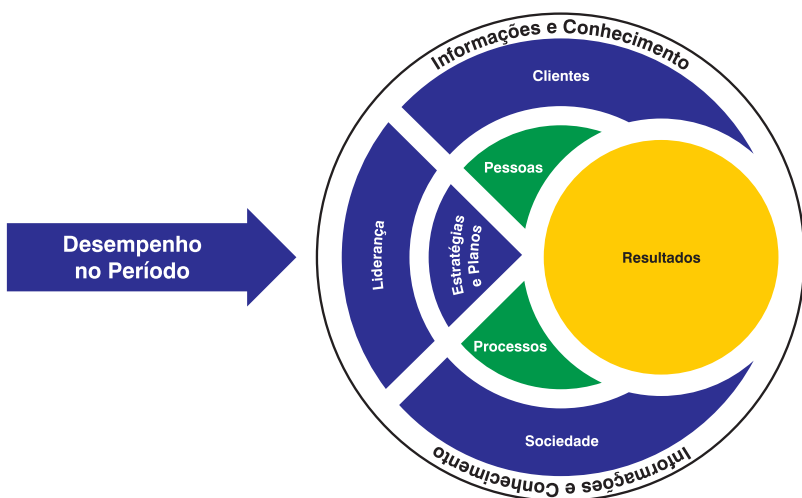 Informações e Conhecimento
Clientes
Pessoas
Desempenho
no Período
Liderança
Estratégias
e Planos
Resultados
Processos
Sociedade
Informações e Conhecimento